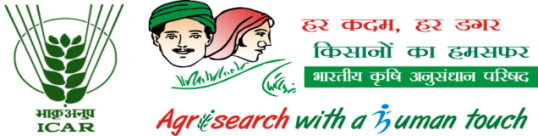 भाकृअनुप
ICAR
हर कदम, हर डगर
किसानों का हमसफर
भारतीय कृषि अनुसंधान परिषद
Agrisearch with a human touch